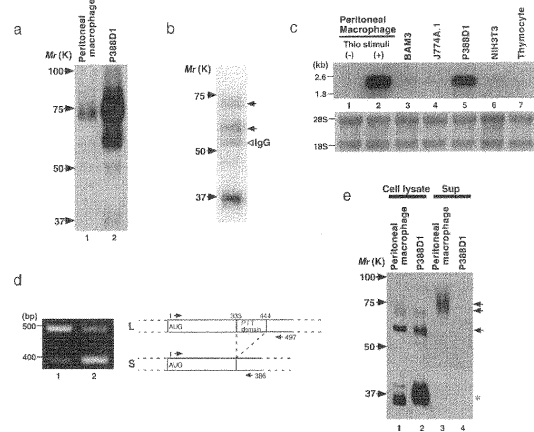 a
Mr (K)
Peritoneal macrophage
P388D1
100
75
50
37
1 2
b
Mr (K)
75
IgG
50
37
c
Peritoneal
Macrophage
Thio stimuli
(-) (+)
BAM3
J774A.1
P388D1
NIH3T3
Thymocyte
(kb)
2.6
1.8
1 2 3 4 5 6 7
28S
18S
d
(bp)
500
400
1 2
1 333 444
L AUG domain
497
1
S AUG
386
e
Cell lysate Sup
Peritoneal macrophage
P388D1
Peritoneal macrophage
P388D1
Mr (K)
100
75
50
37
*
1 2 3 4